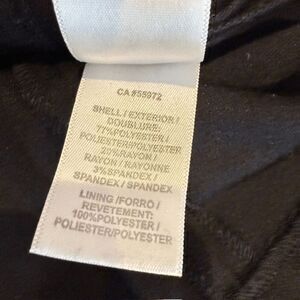 CA#55972
SHELL / EXTERIOR /
DOUBLURE:
77%POLYESTER /
POLIESTER/POLYESTER
20%RAYON /
RAYON / RAYONNE
3%SPANDEX /
SPANDEX / SPANDEX
LINING / FORRO /
REVETEMENT:
100%POLYESTER /
POLIESTER/POLYESTER